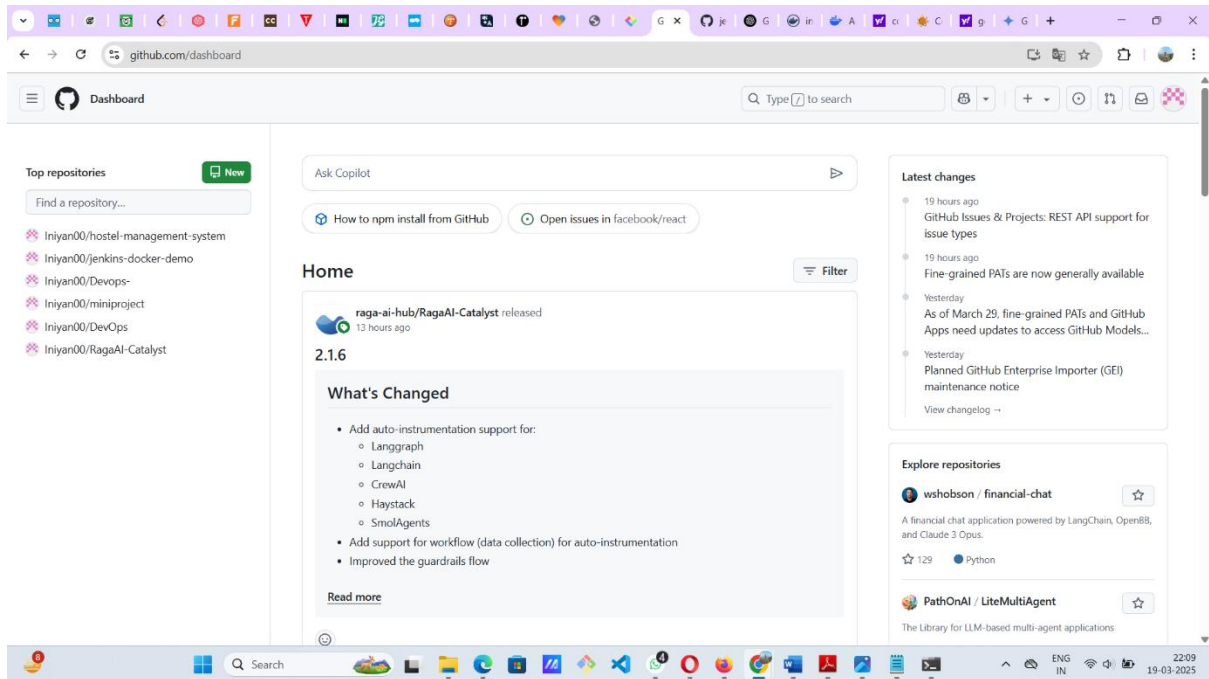 G
je
G
in
A
cc
C
g
G
github.com/dashboard
Dashboard
Type / to search
Top repositories
New
Find a repository...
Iniyan00/hostel-management-system
Iniyan00/jenkins-docker-demo
Iniyan00/Devops-
Iniyan00/miniproject
Iniyan00/DevOps
Iniyan00/RagaAI-Catalyst
Ask Copilot
How to npm install from GitHub
Open issues in facebook/react
Home
Filter
raga-ai-hub/RagaAI-Catalyst released
13 hours ago
2.1.6
What's Changed
Add auto-instrumentation support for:
Langgraph
Langchain
CrewAI
Haystack
SmolAgents
Add support for workflow (data collection) for auto-instrumentation
Improved the guardrails flow
Read more
Latest changes
19 hours ago
GitHub Issues & Projects: REST API support for
issue types
19 hours ago
Fine-grained PATs are now generally available
Yesterday
As of March 29, fine-grained PATs and GitHub
Apps need updates to access GitHub Models...
Yesterday
Planned GitHub Enterprise Importer (GEI)
maintenance notice
View changelog →
Explore repositories
wshobson / financial-chat
A financial chat application powered by LangChain, OpenBB,
and Claude 3 Opus.
129 Python
PathOnAI / LiteMultiAgent
The Library for LLM-based multi-agent applications
8
Search
4
ENG
IN
22:09
19-03-2025